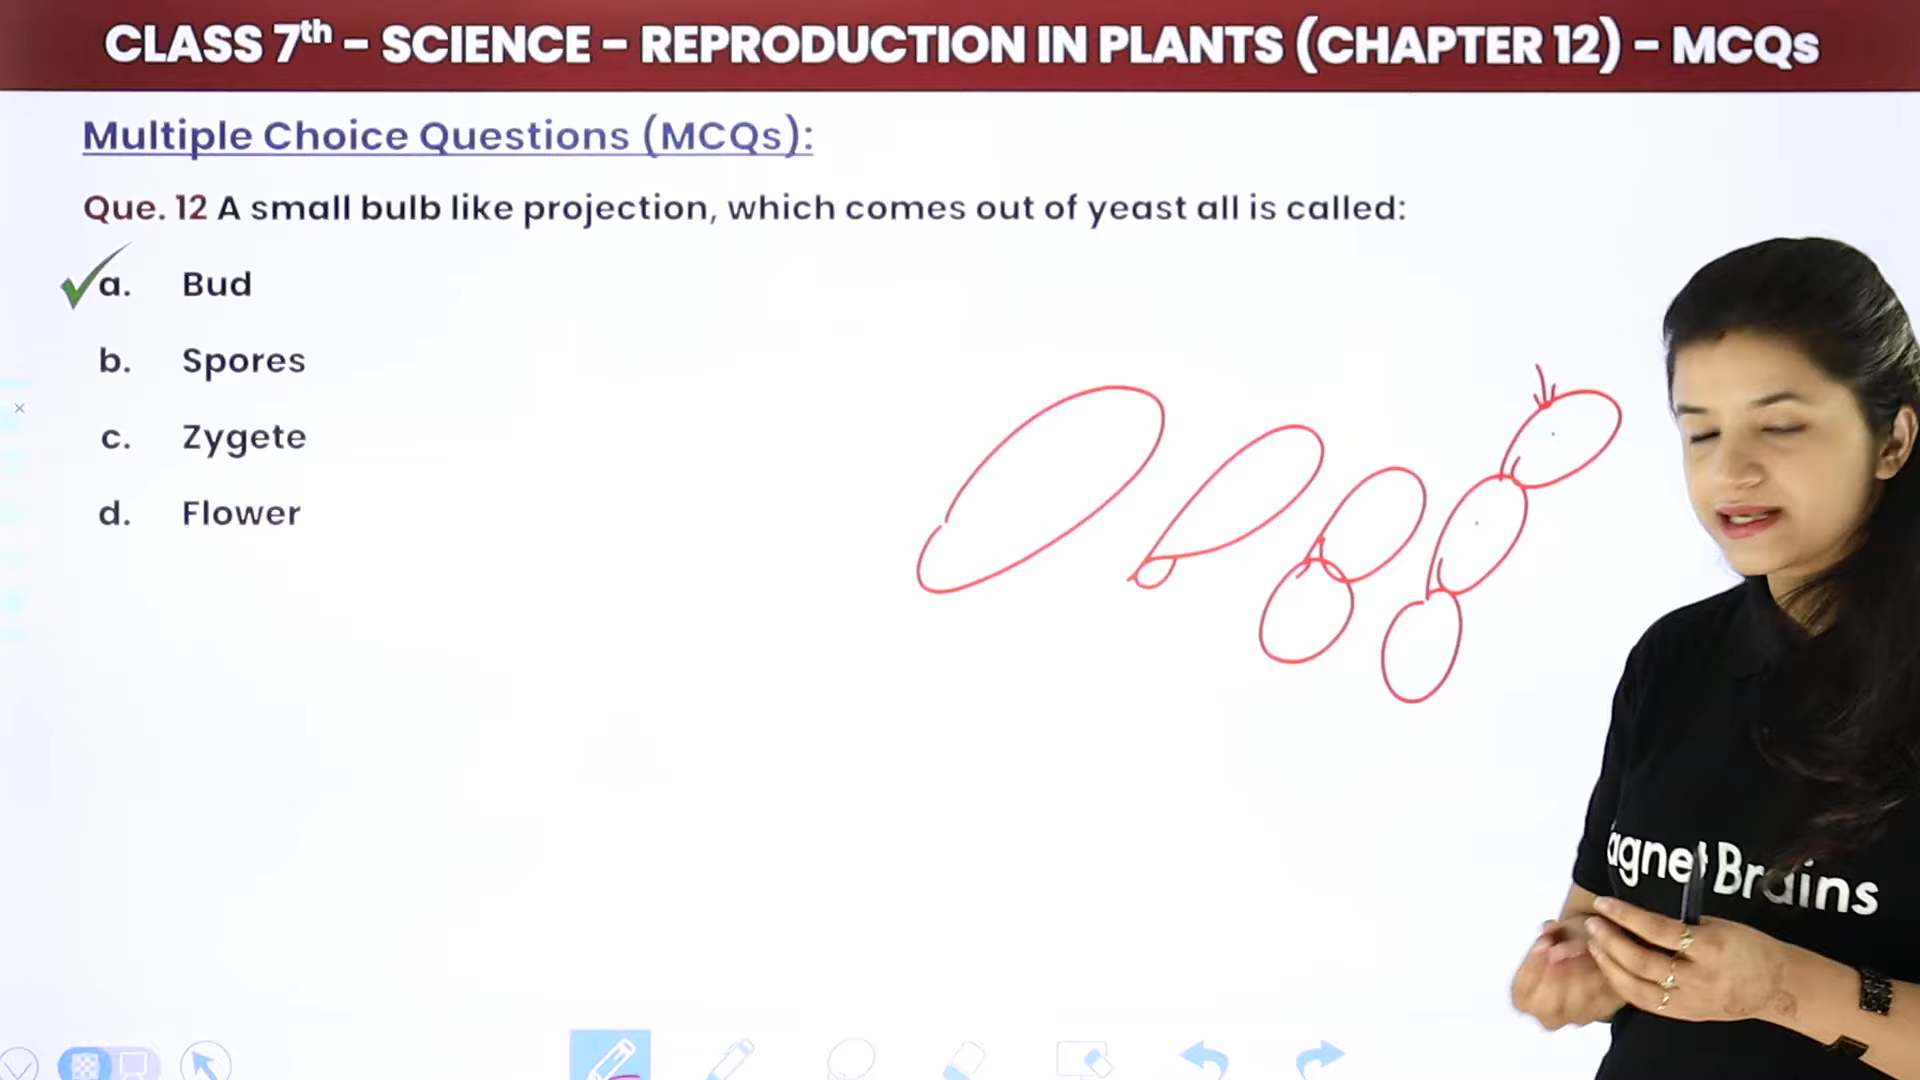 CLASS 7th – SCIENCE – REPRODUCTION IN PLANTS (CHAPTER 12) – MCQs
Multiple Choice Questions (MCQs):
Que. 12 A small bulb like projection, which comes out of yeast all is called:
a. Bud
b. Spores
c. Zygete
d. Flower
agnet Brains